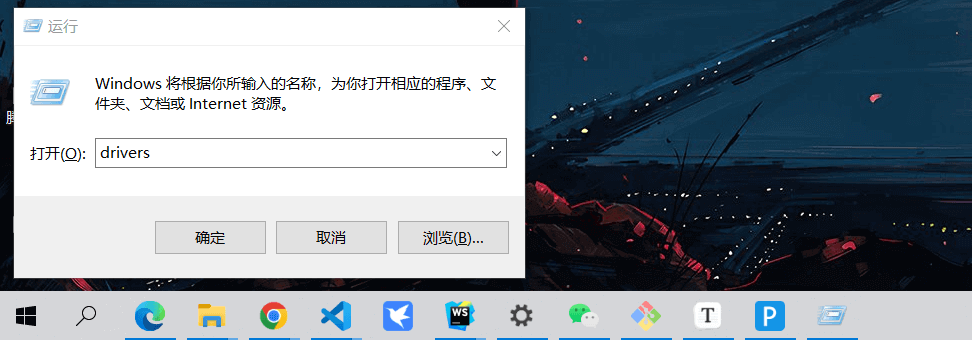 运行
Windows 将根据你所输入的名称，为你打开相应的程序、文
件夹、文档或 Internet 资源。
打开(O): drivers
确定 取消 浏览(B)...
WS T P